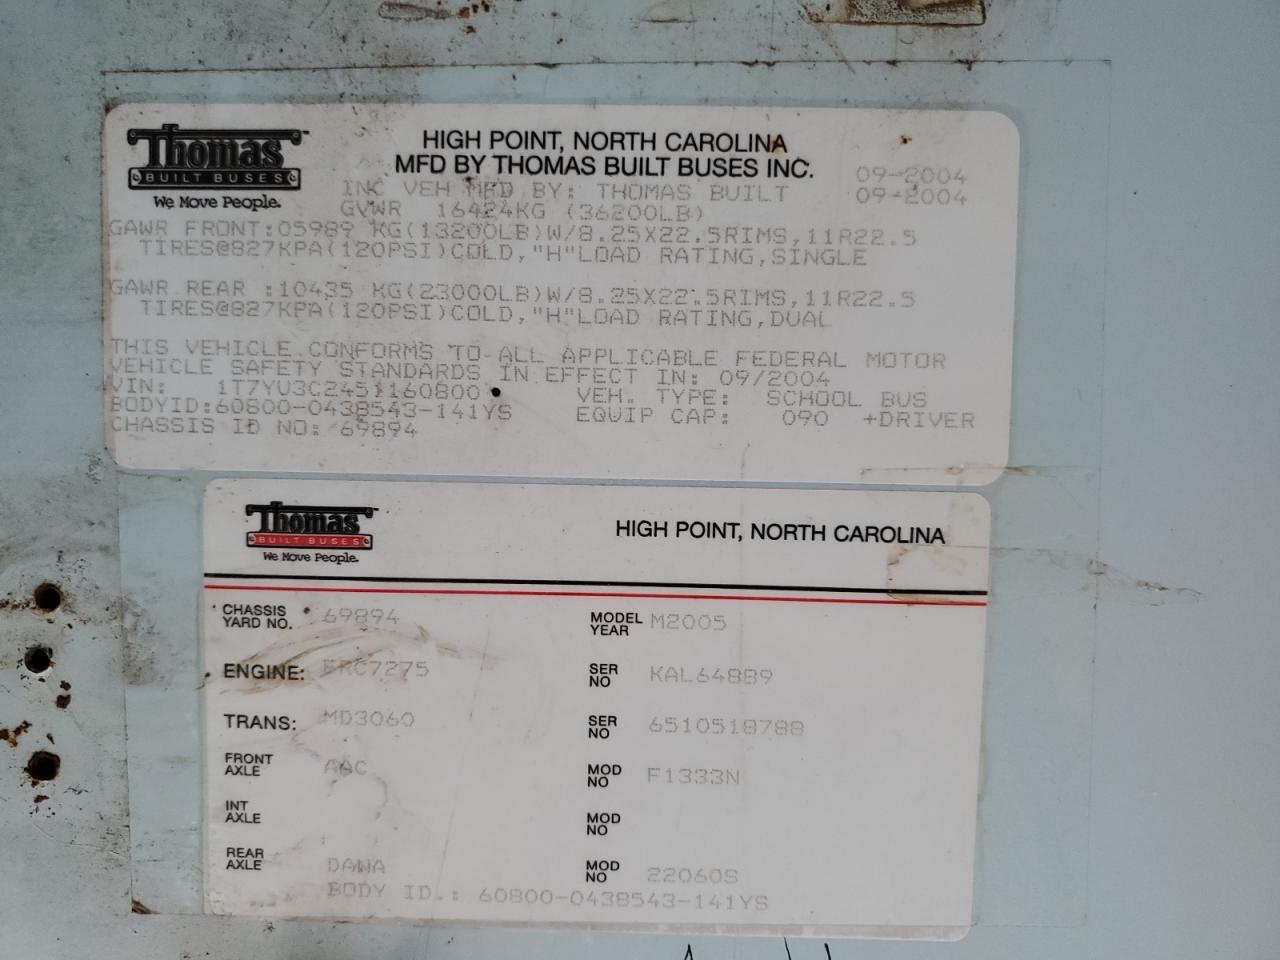 Thomas
BUILT BUSES
We Move People.
HIGH POINT, NORTH CAROLINA
MFD BY THOMAS BUILT BUSES INC. 09-2004
INC VEH MFD BY: THOMAS BUILT 09-2004
GVWR 16424KG (36200LB)
GAWR FRONT:05989 KG(13200LB)W/8.25X22.5RIMS,11R22.5
TIRES@827KPA(120PSI)COLD,"H"LOAD RATING,SINGLE
GAWR REAR :10435 KG(23000LB)W/8.25X22.5RIMS,11R22.5
TIRES@827KPA(120PSI)COLD,"H"LOAD RATING,DUAL
THIS VEHICLE CONFORMS TO ALL APPLICABLE FEDERAL MOTOR
VEHICLE SAFETY STANDARDS IN EFFECT IN: 09/2004
VIN: 1T7YU3C2451160800 VEH. TYPE: SCHOOL BUS
BODYID:60800-0438543-141YS EQUIP CAP: 090 +DRIVER
CHASSIS ID NO: 69894
Thomas
BUILT BUSES
We Move People.
HIGH POINT, NORTH CAROLINA
CHASSIS YARD NO. 69894 MODEL YEAR M2005
ENGINE: ERC7275 SER NO KAL64889
TRANS: MD3060 SER NO 6510518788
FRONT AXLE AAC MOD NO F1333N
INT AXLE MOD NO
REAR AXLE DANA MOD NO 22060S
BODY ID.: 60800-0438543-141YS